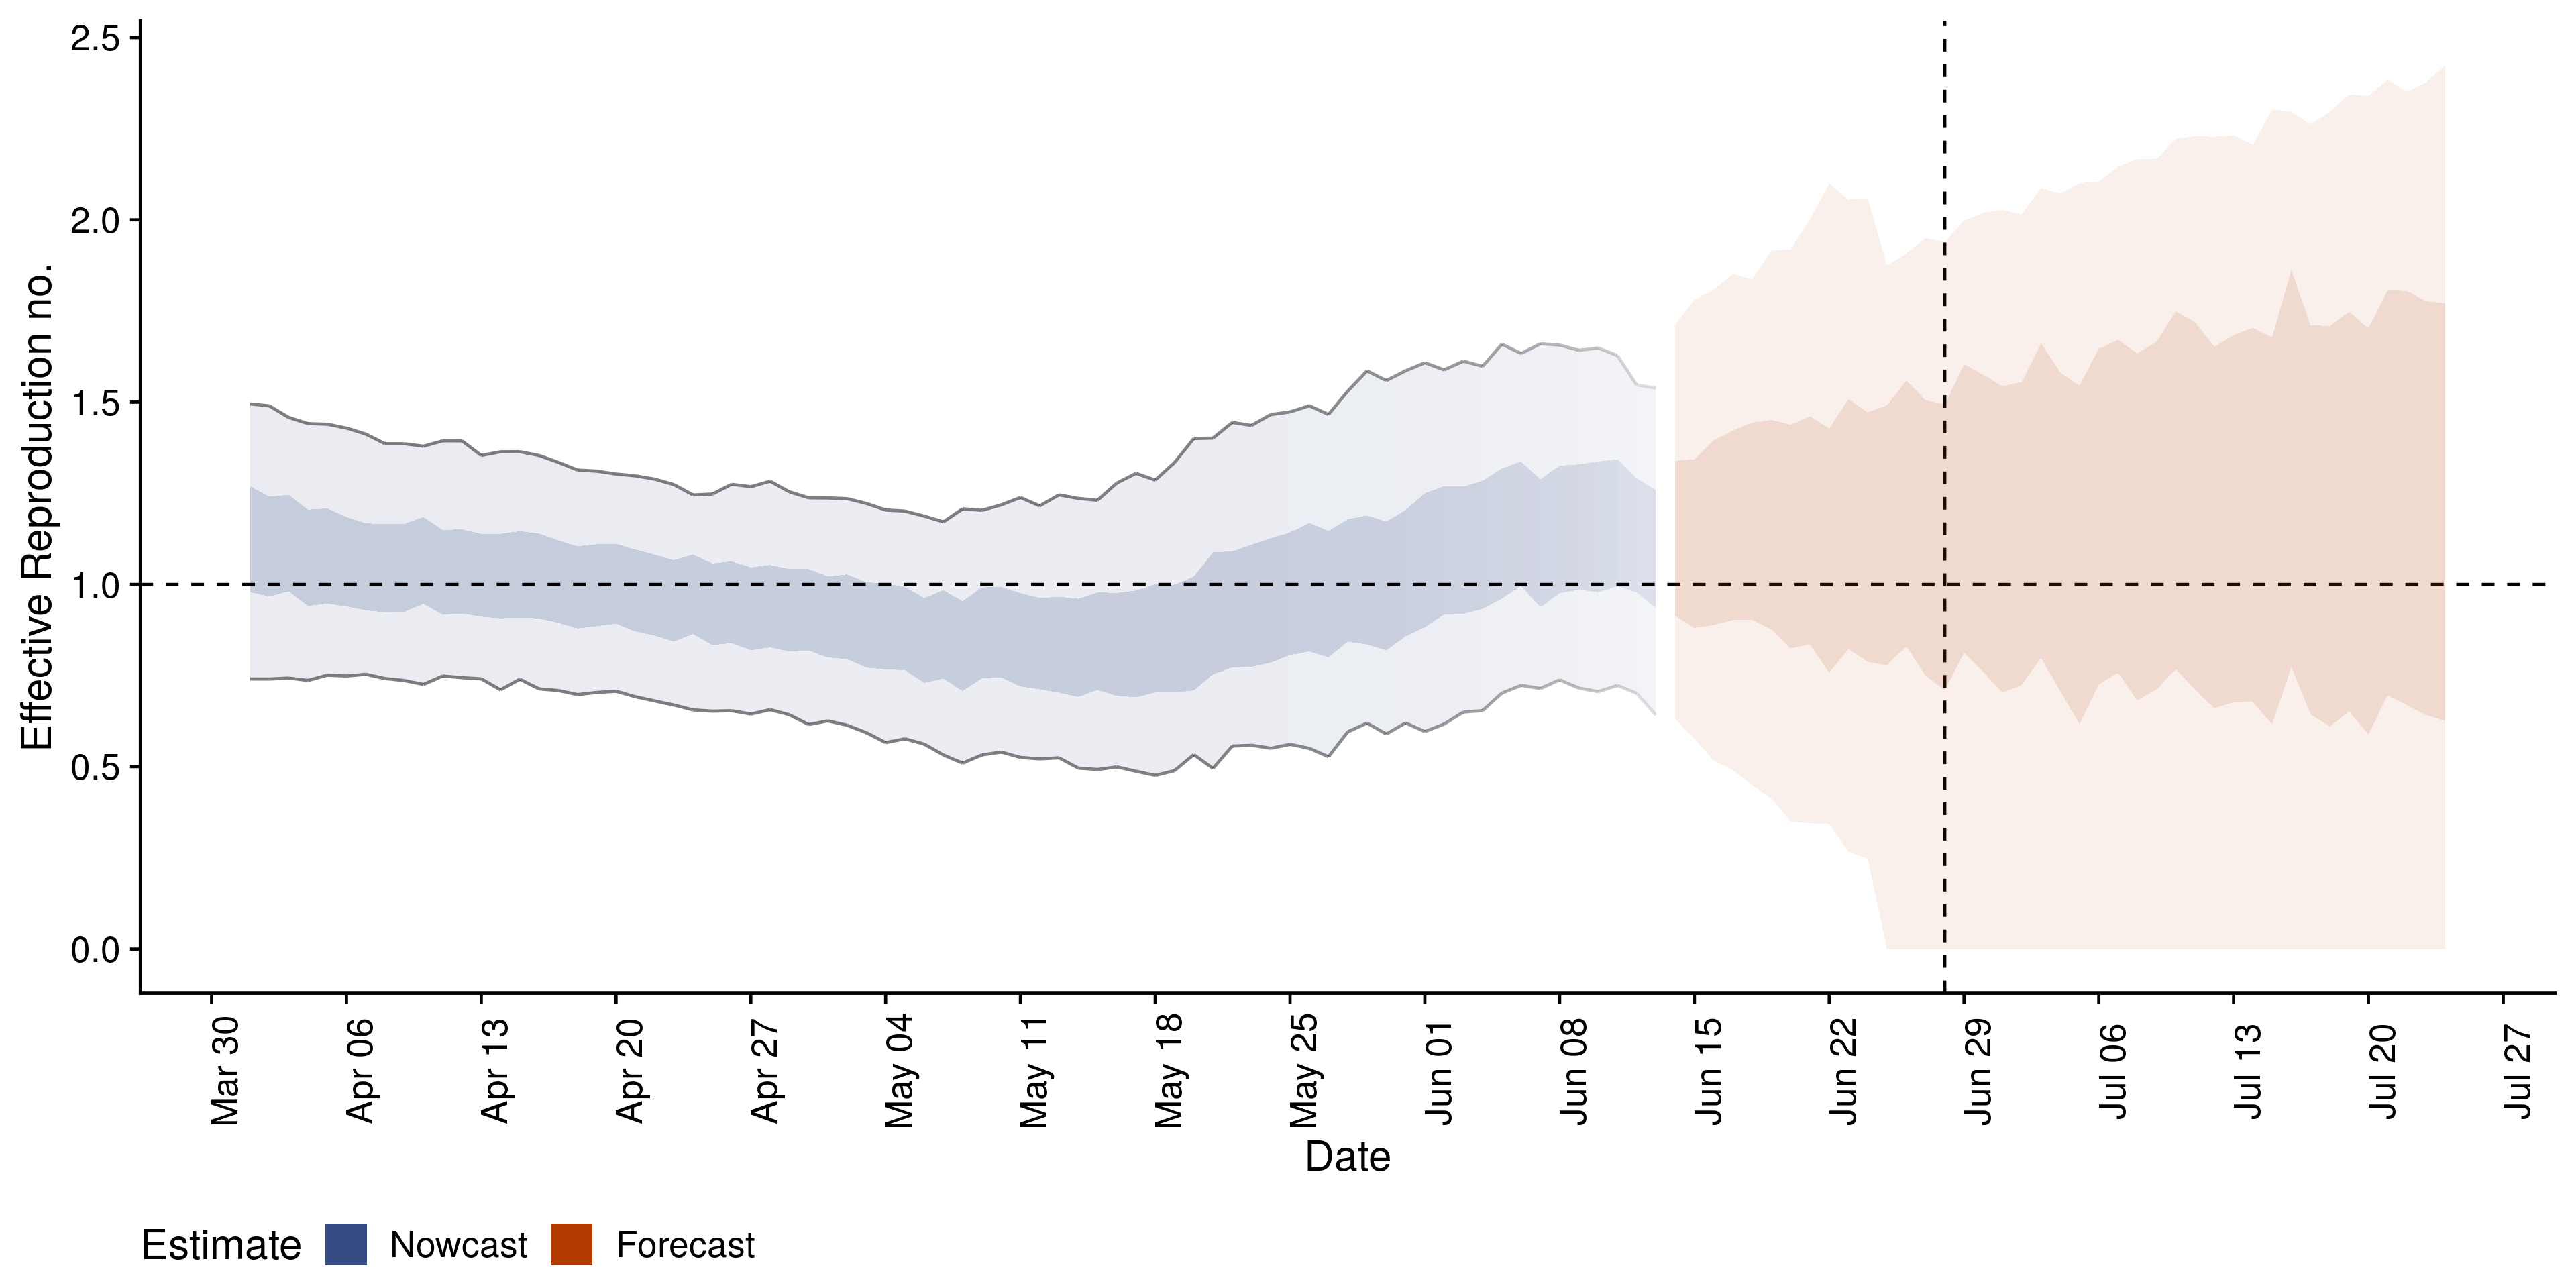 Effective Reproduction no.
2.5
2.0
1.5
1.0
0.5
0.0
Mar 30
Apr 06
Apr 13
Apr 20
Apr 27
May 04
May 11
May 18
May 25
Jun 01
Jun 08
Jun 15
Jun 22
Jun 29
Jul 06
Jul 13
Jul 20
Jul 27
Date
Estimate Nowcast Forecast